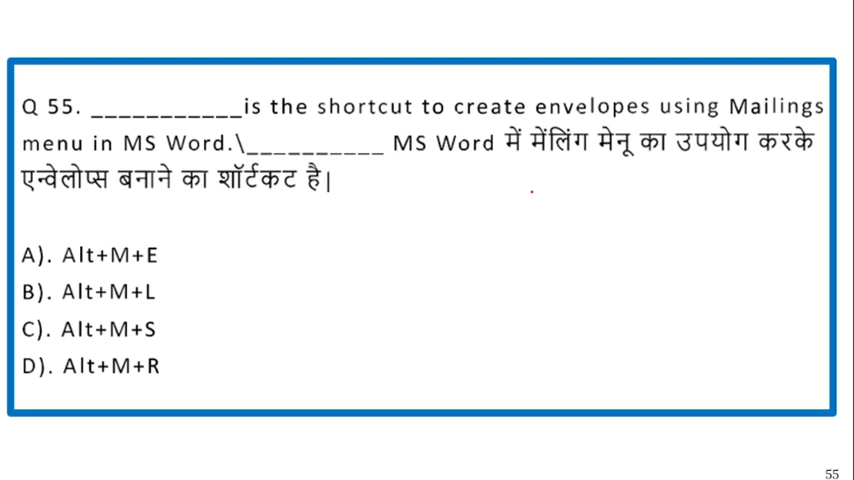 Q 55. ___________is the shortcut to create envelopes using Mailings
menu in MS Word.\__________ MS Word में मेंलिंग मेनू का उपयोग करके
एन्वेलोप्स बनाने का शॉर्टकट है|
A). Alt+M+E
B). Alt+M+L
C). Alt+M+S
D). Alt+M+R
55